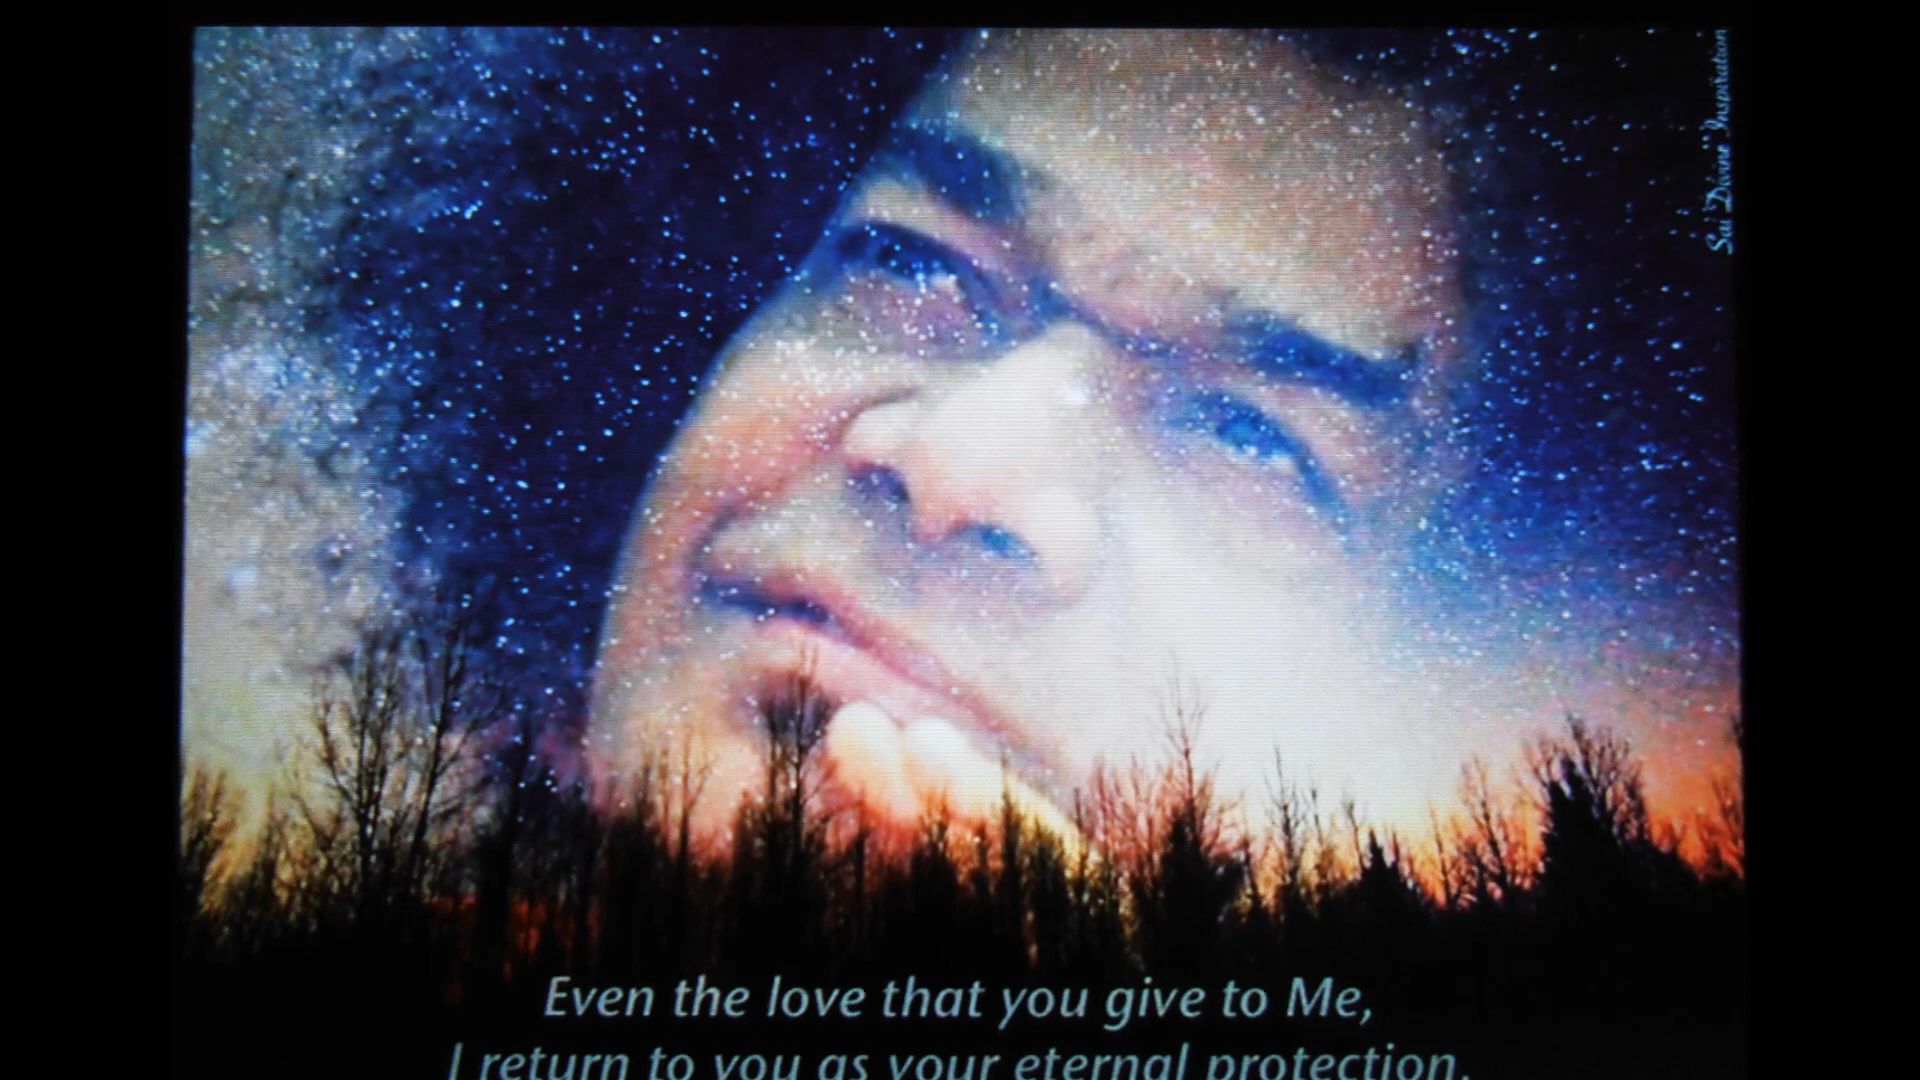 Sai Divine Inspiration
Even the love that you give to Me,
I return to you as your eternal protection.